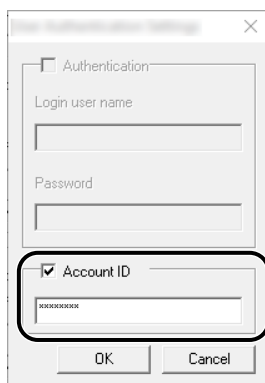 Authentication
Login user name
Password
Account ID
xxxxxxxx
OK
Cancel